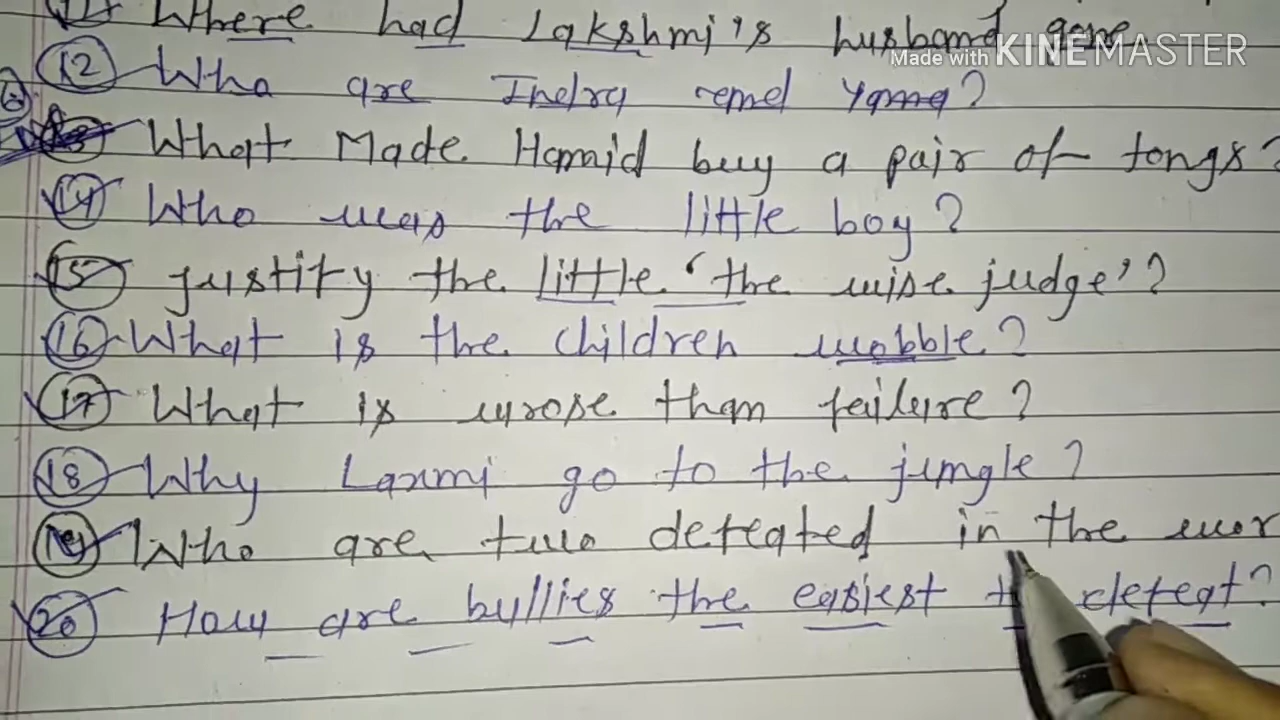 11 Where had Lakshmi's husband gone
Made with KINEMASTER
12 Who are Indra and Yama?
What Made Hamid buy a pair of tongs?
14 Who was the little boy?
15 justify the little 'the wise judge'?
16 What is the children wobble?
17 What is wrose than failure?
18 Why Laxmi go to the jungle?
19 Who are two defeated in the wor
20 How are bullies the easiest defeat?